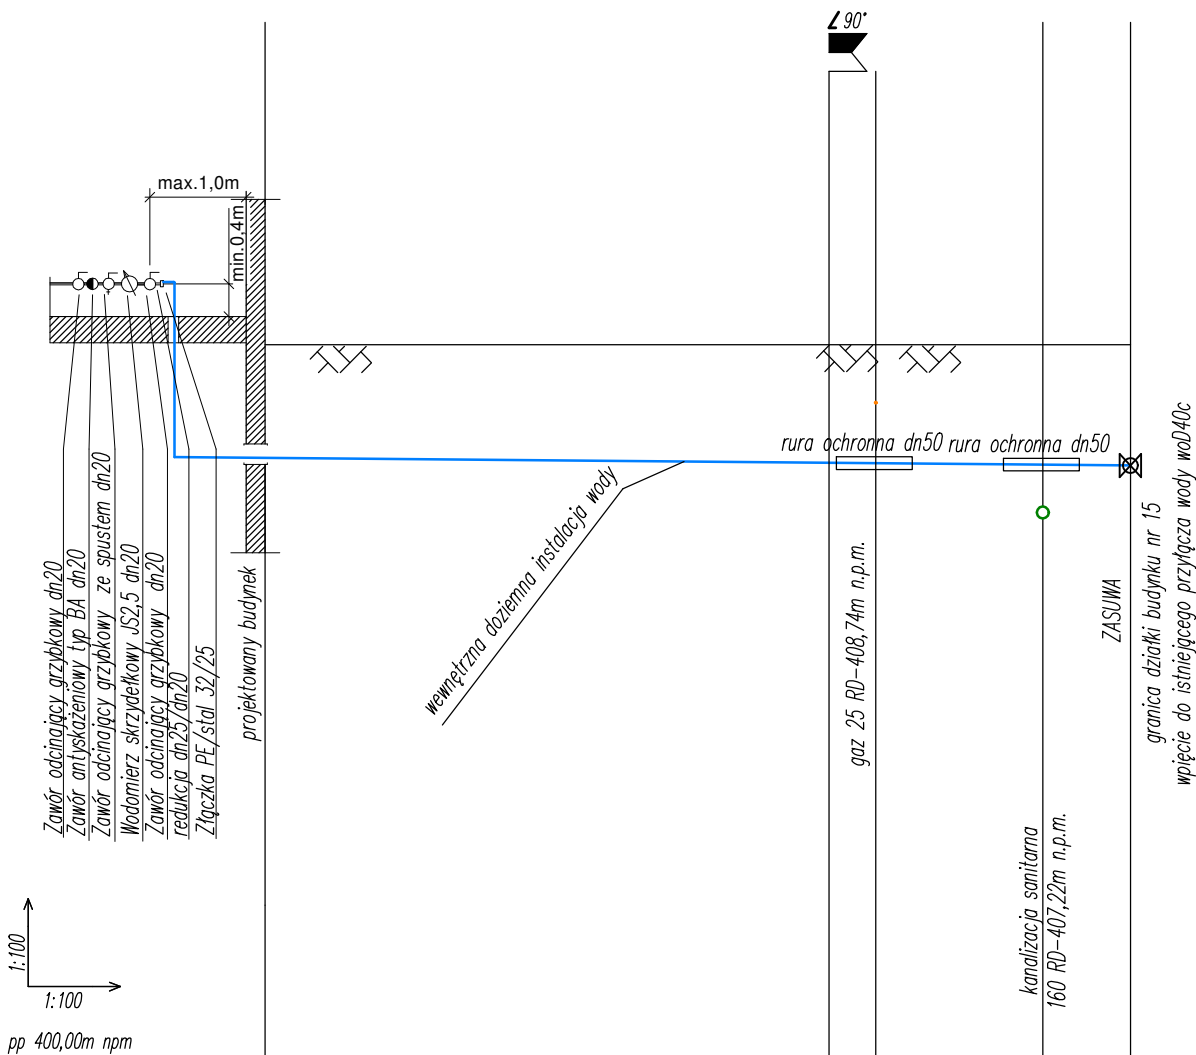 ∠ 90°
max.1,0m
min.0,4m
rura ochronna dn50
rura ochronna dn50
wewnętrzna doziemna instalacja wody
Zawór odcinający grzybkowy dn20
Zawór antyskażeniowy typ BA dn20
Zawór odcinający grzybkowy ze spustem dn20
Wodomierz skrzydełkowy JS2,5 dn20
Zawór odcinający grzybkowy dn20
redukcja dn25/dn20
Złączka PE/stal 32/25
projektowany budynek
gaz 25 RD-408,74m n.p.m.
kanalizacja sanitarna
160 RD-407,22m n.p.m.
ZASUWA
granica działki budynku nr 15
wpięcie do istniejącego przyłącza wody woD40c
1:100
1:100
pp 400,00m npm